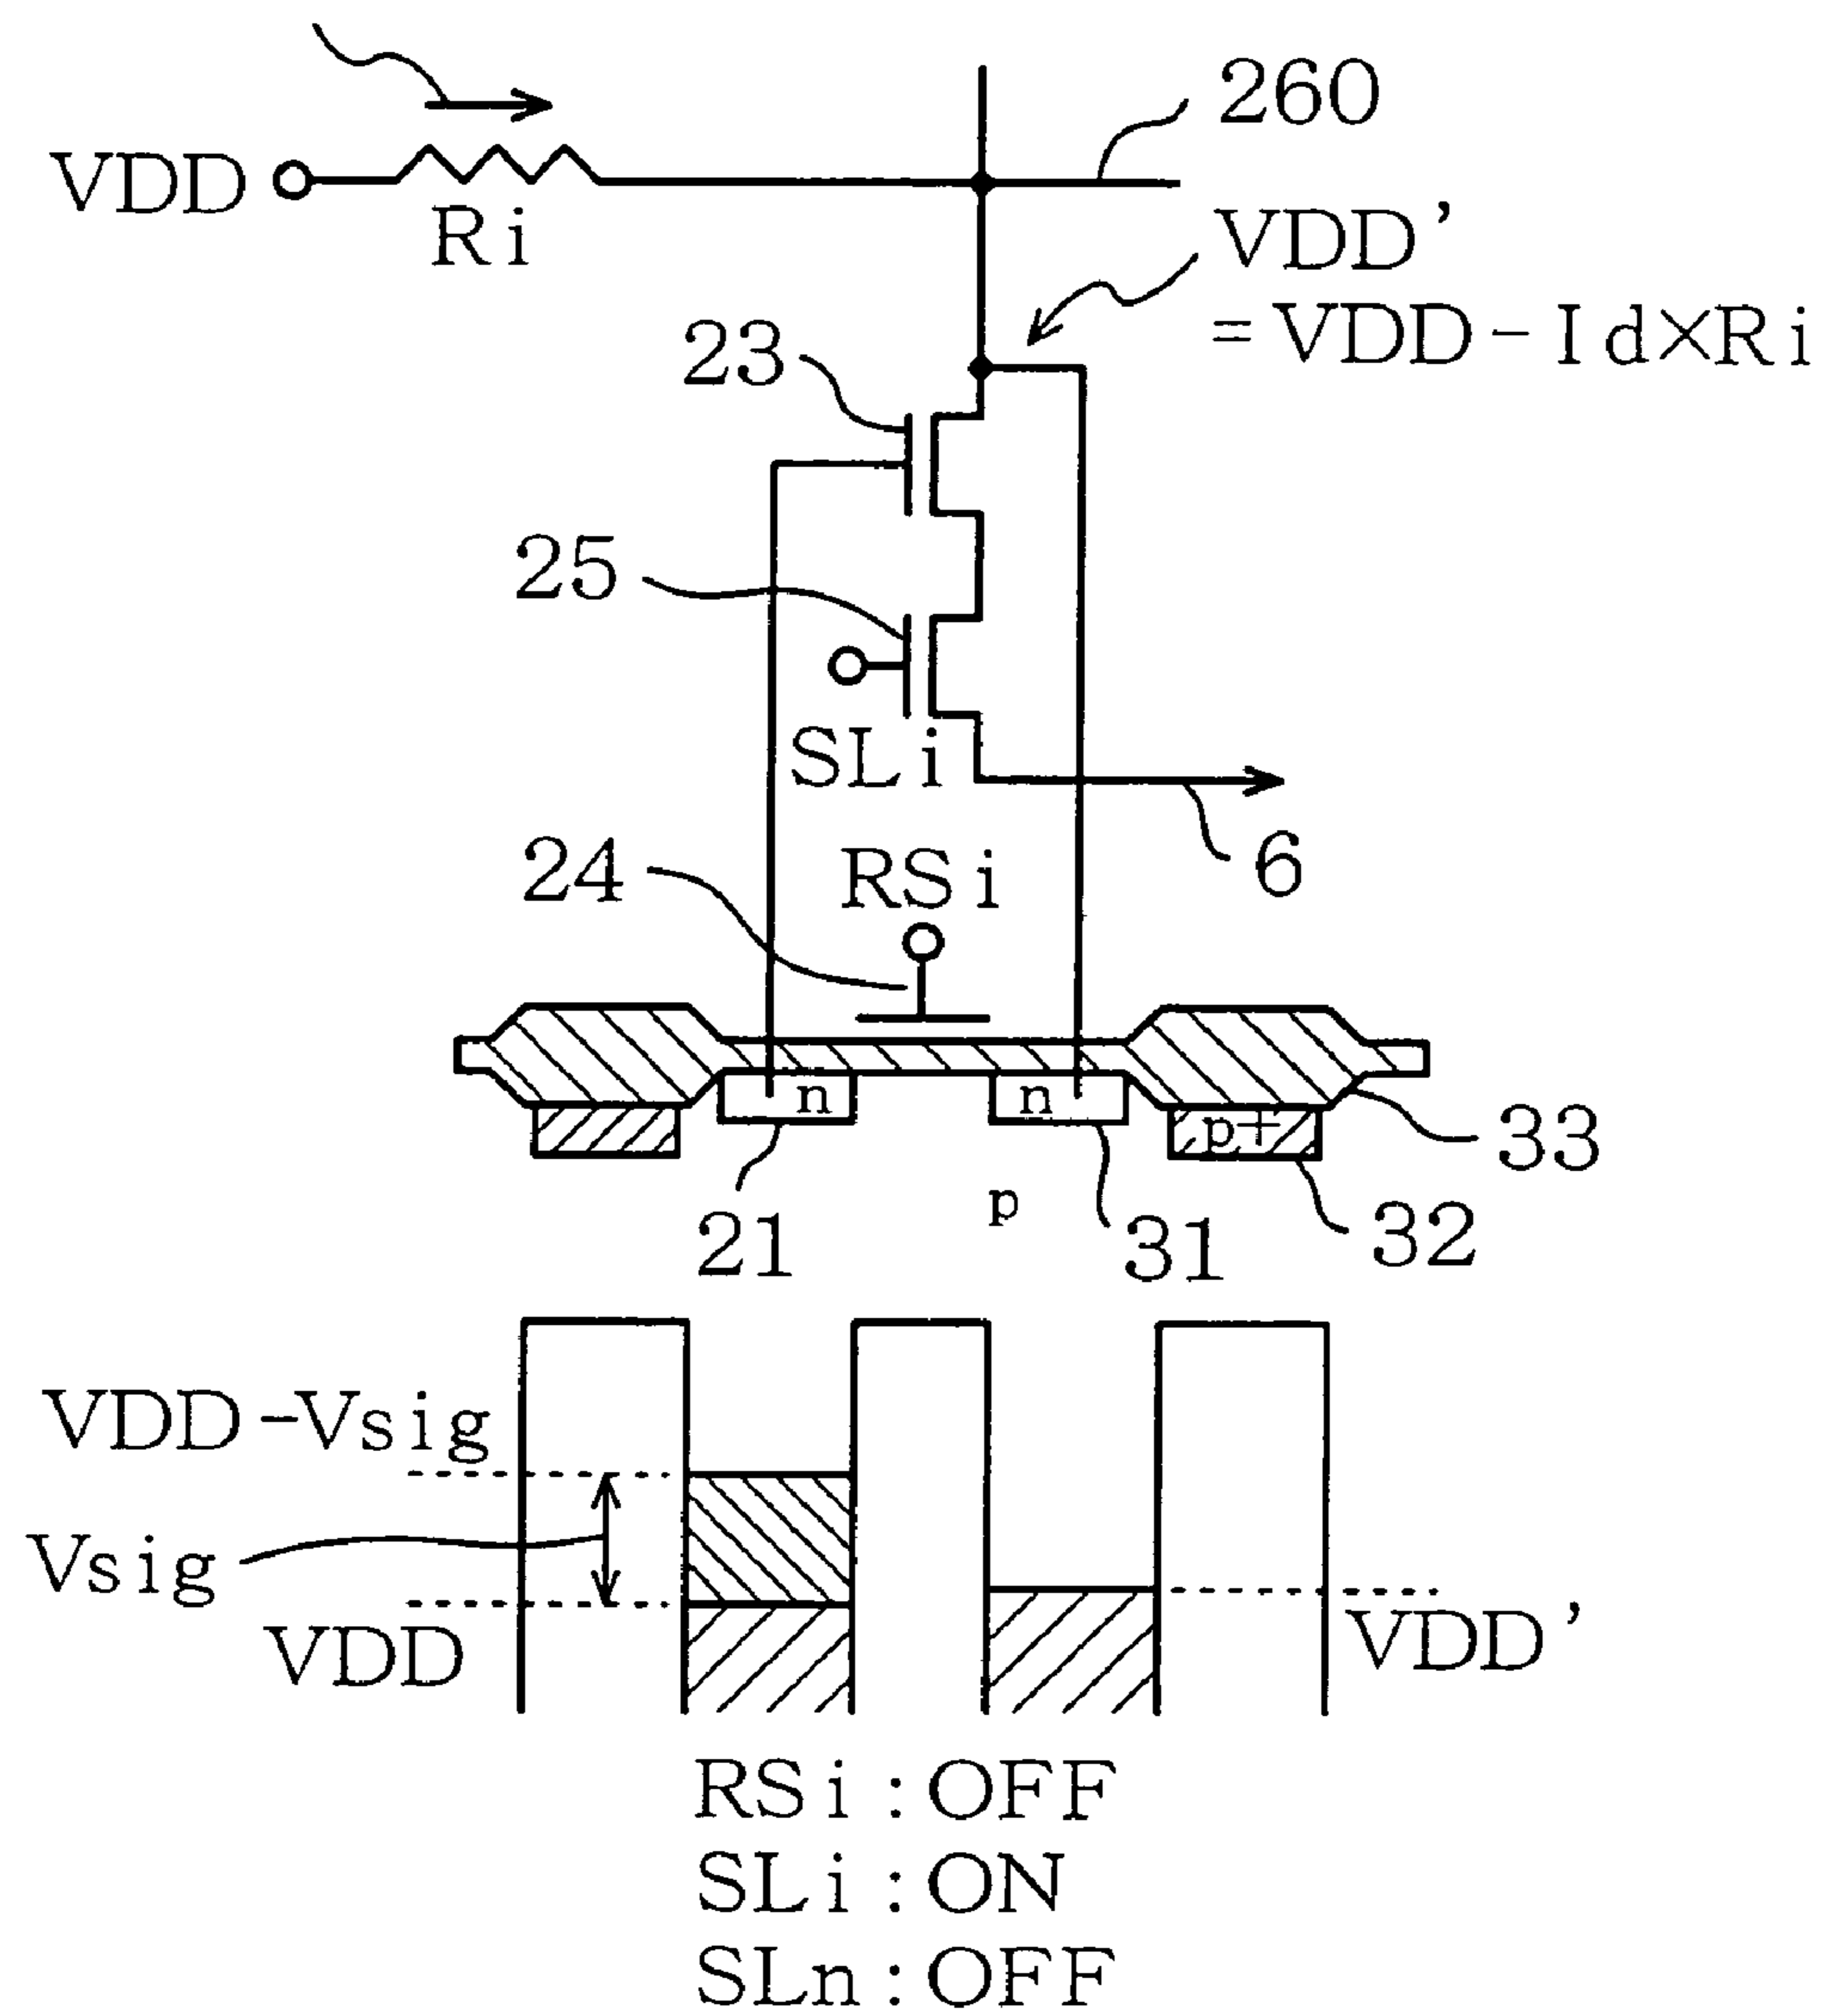 260
VDD
Ri
VDD'
=VDD-Id×Ri
23
25
SLi
24
RSi
6
n
n
p+
33
21
p
31
32
VDD-Vsig
Vsig
VDD
VDD'
RSi:OFF
SLi:ON
SLn:OFF